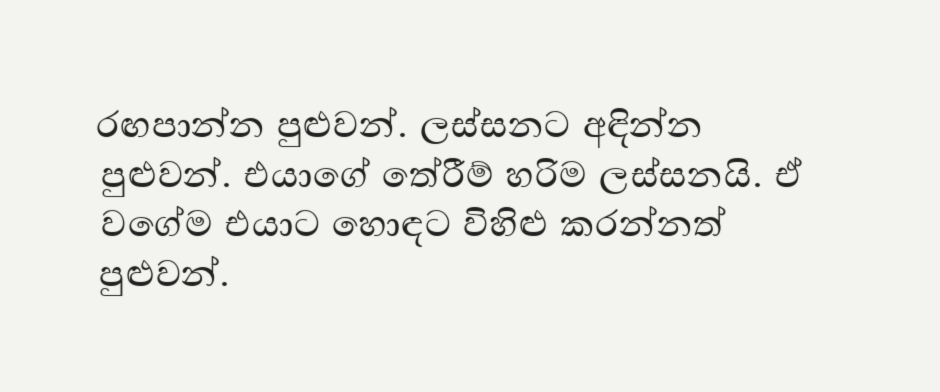 රඟපාන්න පුළුවන්. ලස්සනට අඳින්න
පුළුවන්. එයාගේ තේරීම් හරිම ලස්සනයි. ඒ
වගේම එයාට හොඳට විහිළු කරන්නත්
පුළුවන්.